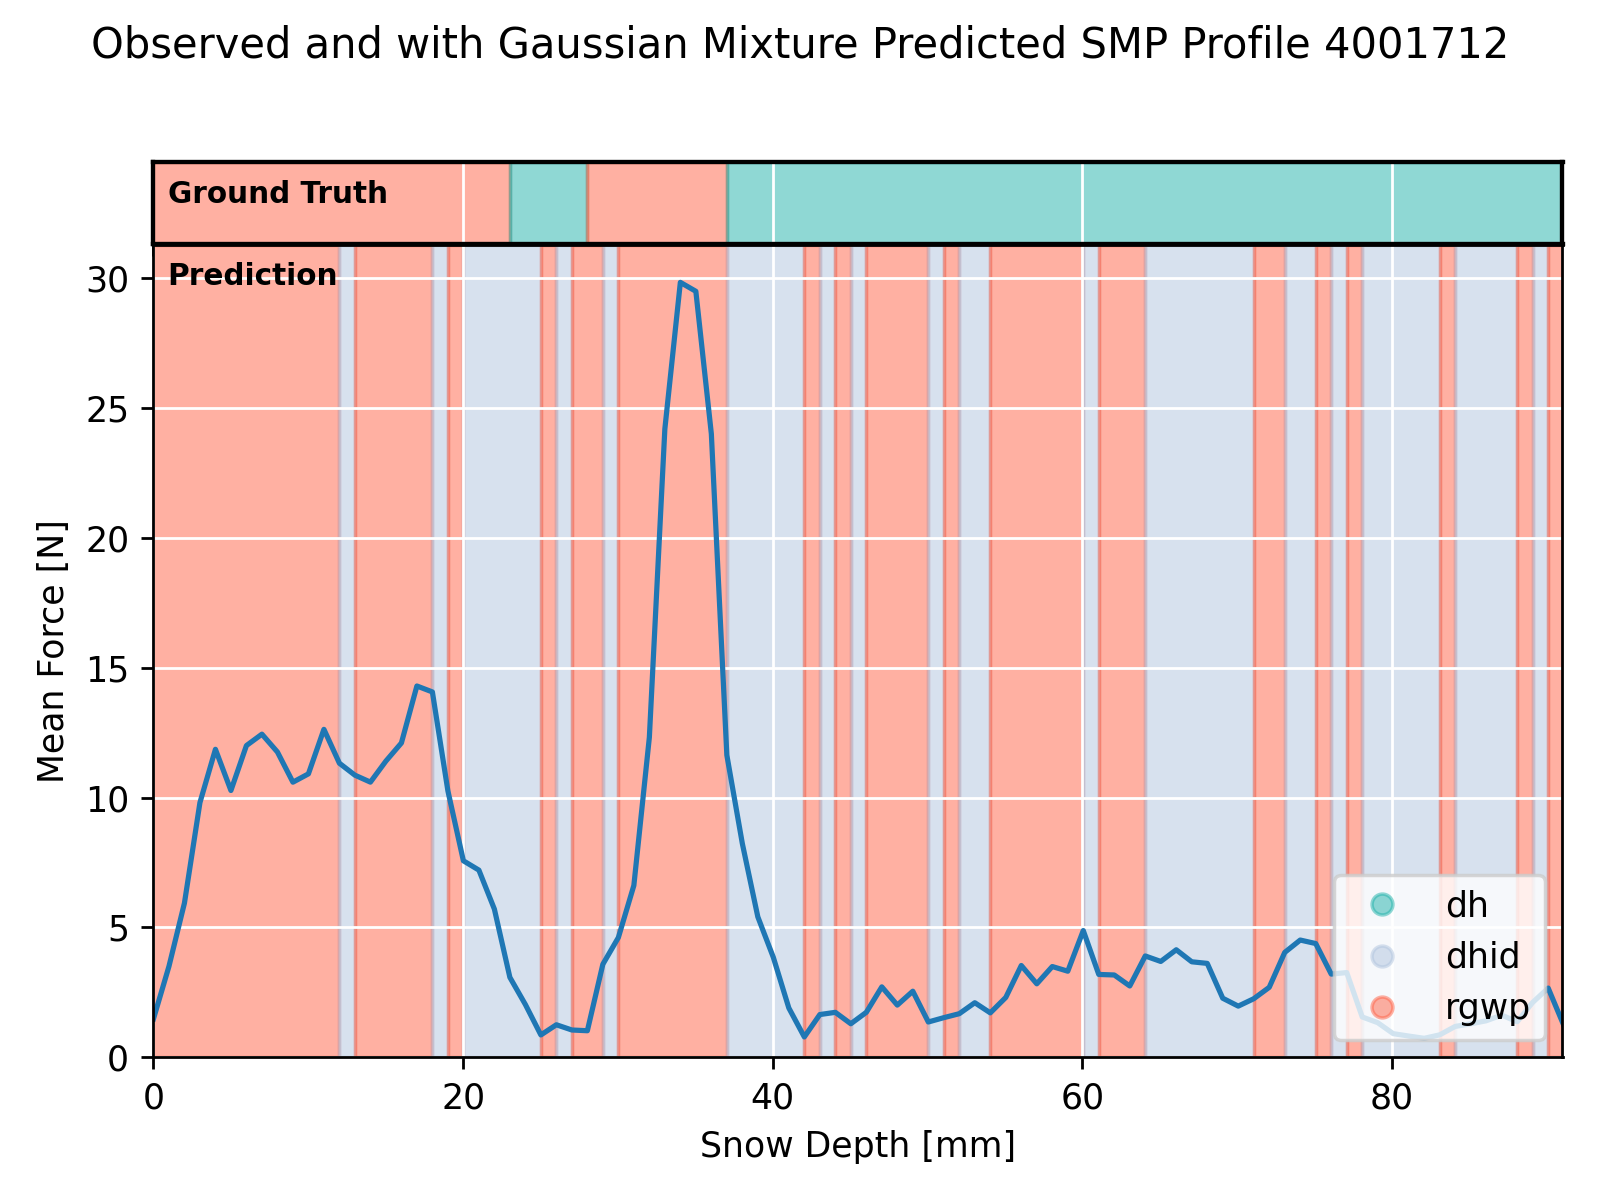 Observed and with Gaussian Mixture Predicted SMP Profile 4001712
Ground Truth
Prediction
30
25
20
15
10
5
0
Mean Force [N]
dh
dhid
rgwp
0 20 40 60 80
Snow Depth [mm]